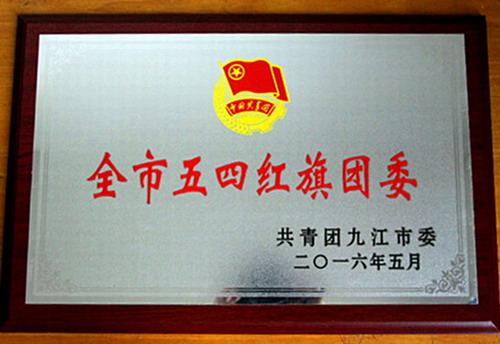 中国共青团
全市五四红旗团委
共青团九江市委
二〇一六年五月